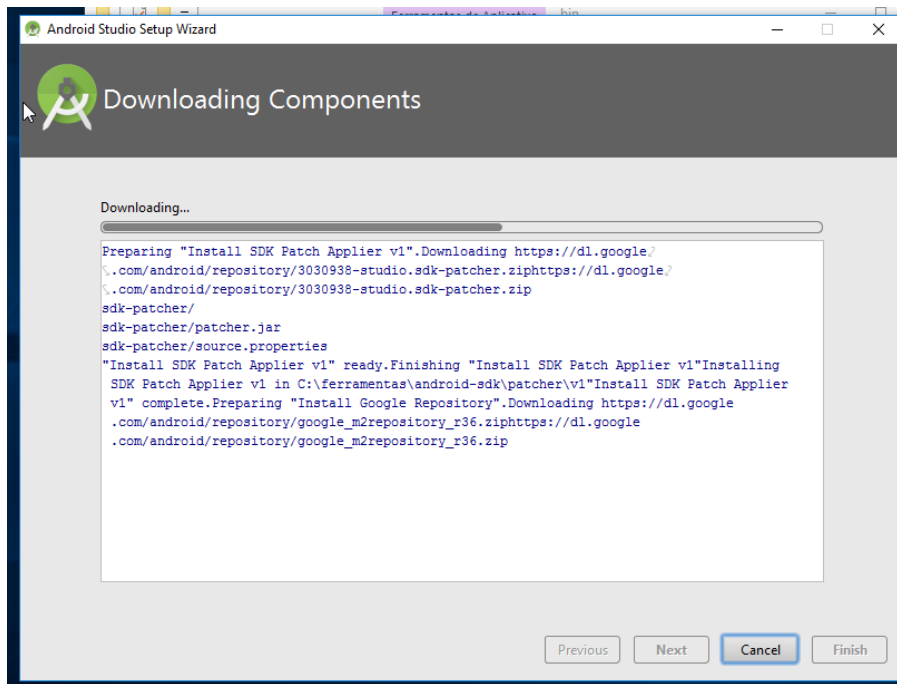 Ferramentas de Aplicativo bin
Android Studio Setup Wizard
Downloading Components
Downloading...
Preparing "Install SDK Patch Applier v1".Downloading https://dl.google
.com/android/repository/3030938-studio.sdk-patcher.ziphttps://dl.google
.com/android/repository/3030938-studio.sdk-patcher.zip
sdk-patcher/
sdk-patcher/patcher.jar
sdk-patcher/source.properties
"Install SDK Patch Applier v1" ready.Finishing "Install SDK Patch Applier v1"Installing
SDK Patch Applier v1 in C:\ferramentas\android-sdk\patcher\v1"Install SDK Patch Applier
v1" complete.Preparing "Install Google Repository".Downloading https://dl.google
.com/android/repository/google_m2repository_r36.ziphttps://dl.google
.com/android/repository/google_m2repository_r36.zip
Previous Next Cancel Finish